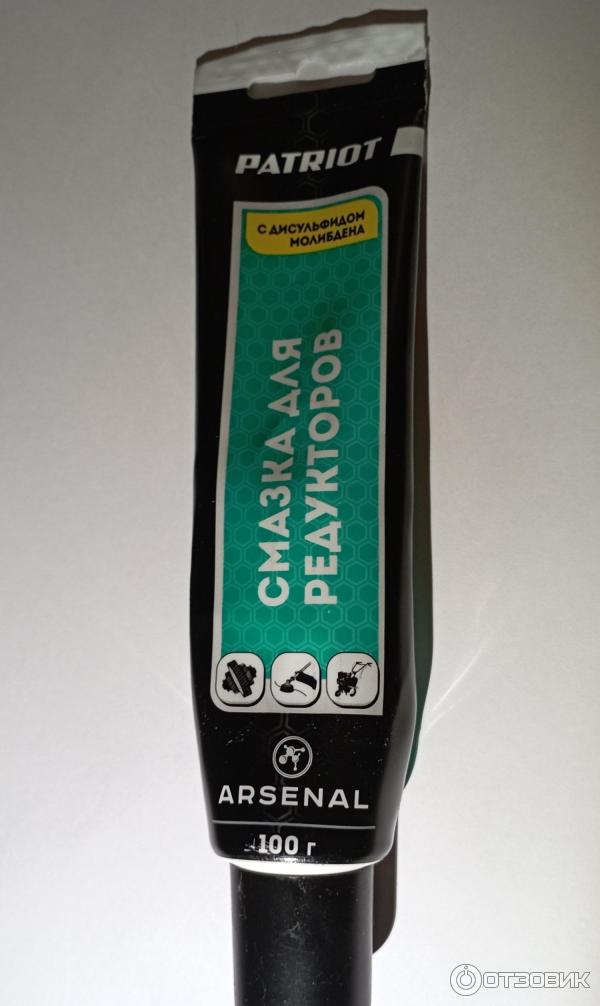 PATRIOT
С ДИСУЛЬФИДОМ
МОЛИБДЕНА
СМАЗКА ДЛЯ
РЕДУКТОРОВ
ARSENAL
100 г
ОТЗОВИК